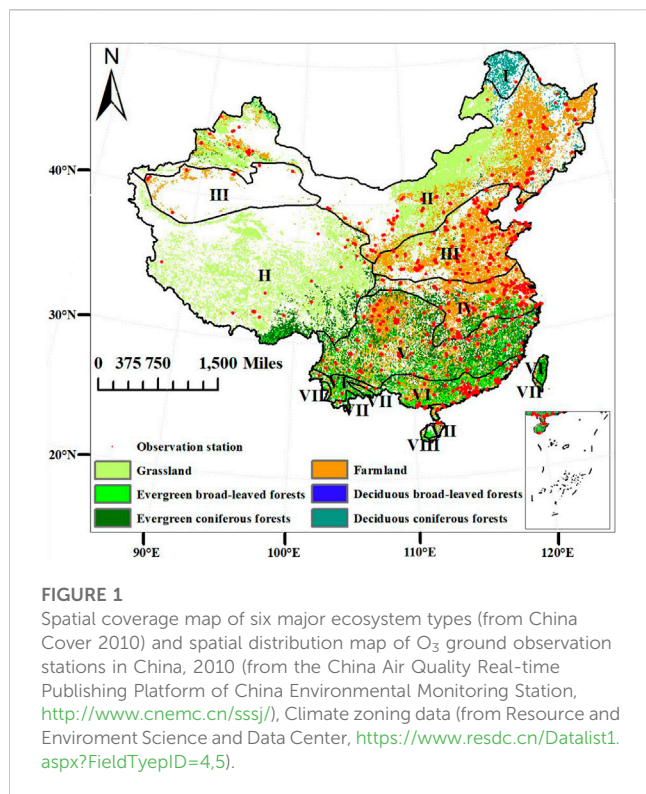 N
I
40°N
III
II
III
H
30°N
IV
V
0 375 750 1,500 Miles
VI
VI
VII
VII
VII
VI
VII
VII
VIII
20°N
Observation station
Grassland
Farmland
Evergreen broad-leaved forests
Deciduous broad-leaved forests
Evergreen coniferous forests
Deciduous coniferous forests
90°E 100°E 110°E 120°E
FIGURE 1
Spatial coverage map of six major ecosystem types (from China
Cover 2010) and spatial distribution map of O₃ ground observation
stations in China, 2010 (from the China Air Quality Real-time
Publishing Platform of China Environmental Monitoring Station,
http://www.cnemc.cn/sssj/), Climate zoning data (from Resource and
Enviroment Science and Data Center, https://www.resdc.cn/Datalist1.
aspx?FieldTyepID=4,5).